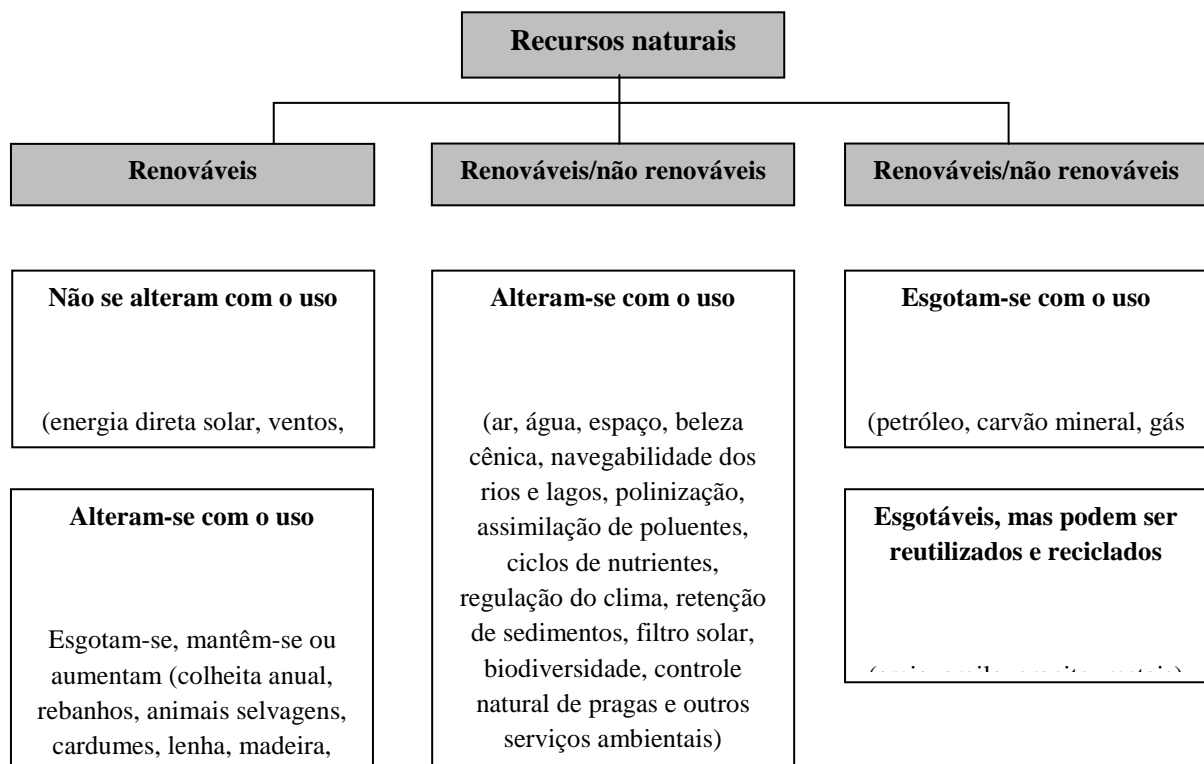 Recursos naturais
Renováveis
Renováveis/não renováveis
Renováveis/não renováveis
Não se alteram com o uso
(energia direta solar, ventos,
Alteram-se com o uso
Esgotam-se, mantêm-se ou
aumentam (colheita anual,
rebanhos, animais selvagens,
cardumes, lenha, madeira,
Alteram-se com o uso
(ar, água, espaço, beleza
cênica, navegabilidade dos
rios e lagos, polinização,
assimilação de poluentes,
ciclos de nutrientes,
regulação do clima, retenção
de sedimentos, filtro solar,
biodiversidade, controle
natural de pragas e outros
serviços ambientais)
Esgotam-se com o uso
(petróleo, carvão mineral, gás
Esgotáveis, mas podem ser
reutilizados e reciclados